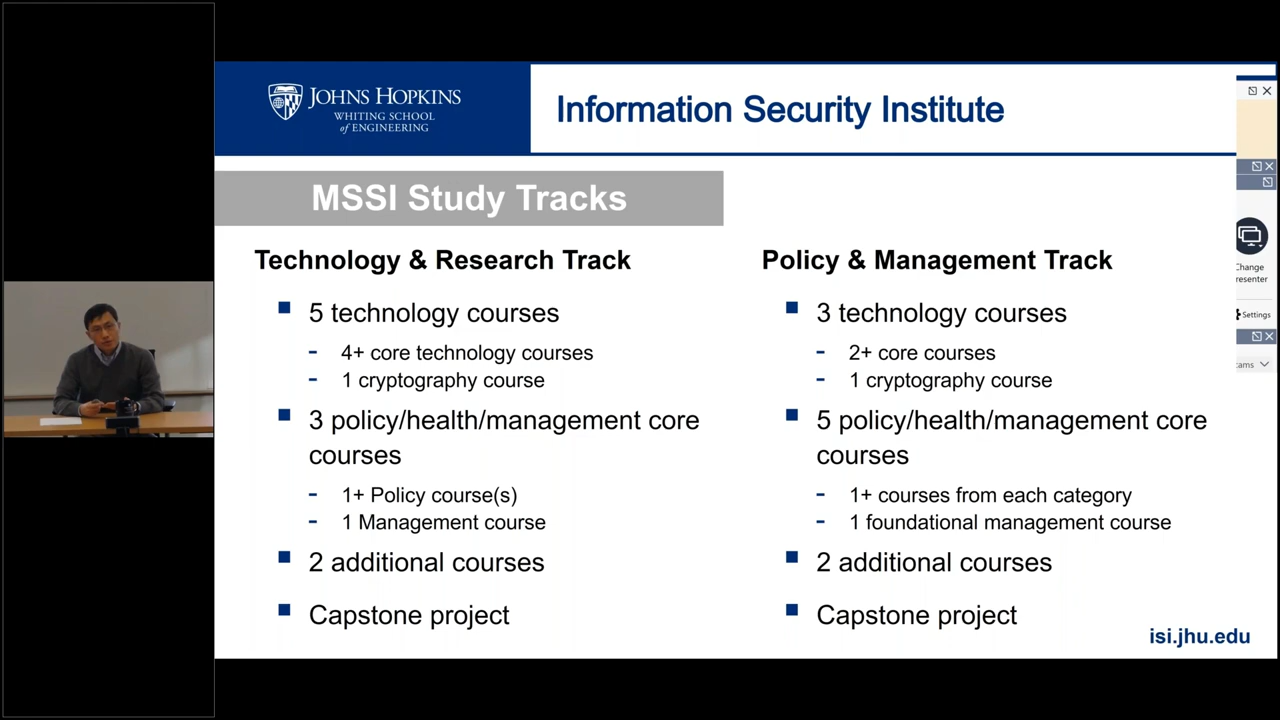 JOHNS HOPKINS
WHITING SCHOOL
of ENGINEERING
Information Security Institute
MSSI Study Tracks
Technology & Research Track
5 technology courses
- 4+ core technology courses
- 1 cryptography course
3 policy/health/management core
courses
- 1+ Policy course(s)
- 1 Management course
2 additional courses
Capstone project
Policy & Management Track
3 technology courses
- 2+ core courses
- 1 cryptography course
5 policy/health/management core
courses
- 1+ courses from each category
- 1 foundational management course
2 additional courses
Capstone project
isi.jhu.edu
Change
resenter
Settings
ams